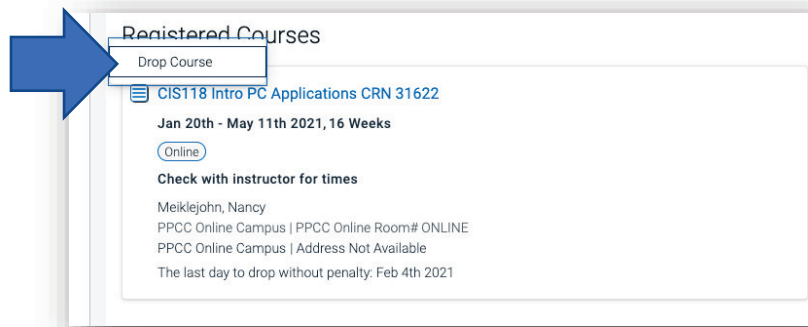 Registered Courses
Drop Course
CIS118 Intro PC Applications CRN 31622
Jan 20th - May 11th 2021, 16 Weeks
Online
Check with instructor for times
Meiklejohn, Nancy
PPCC Online Campus | PPCC Online Room# ONLINE
PPCC Online Campus | Address Not Available
The last day to drop without penalty: Feb 4th 2021